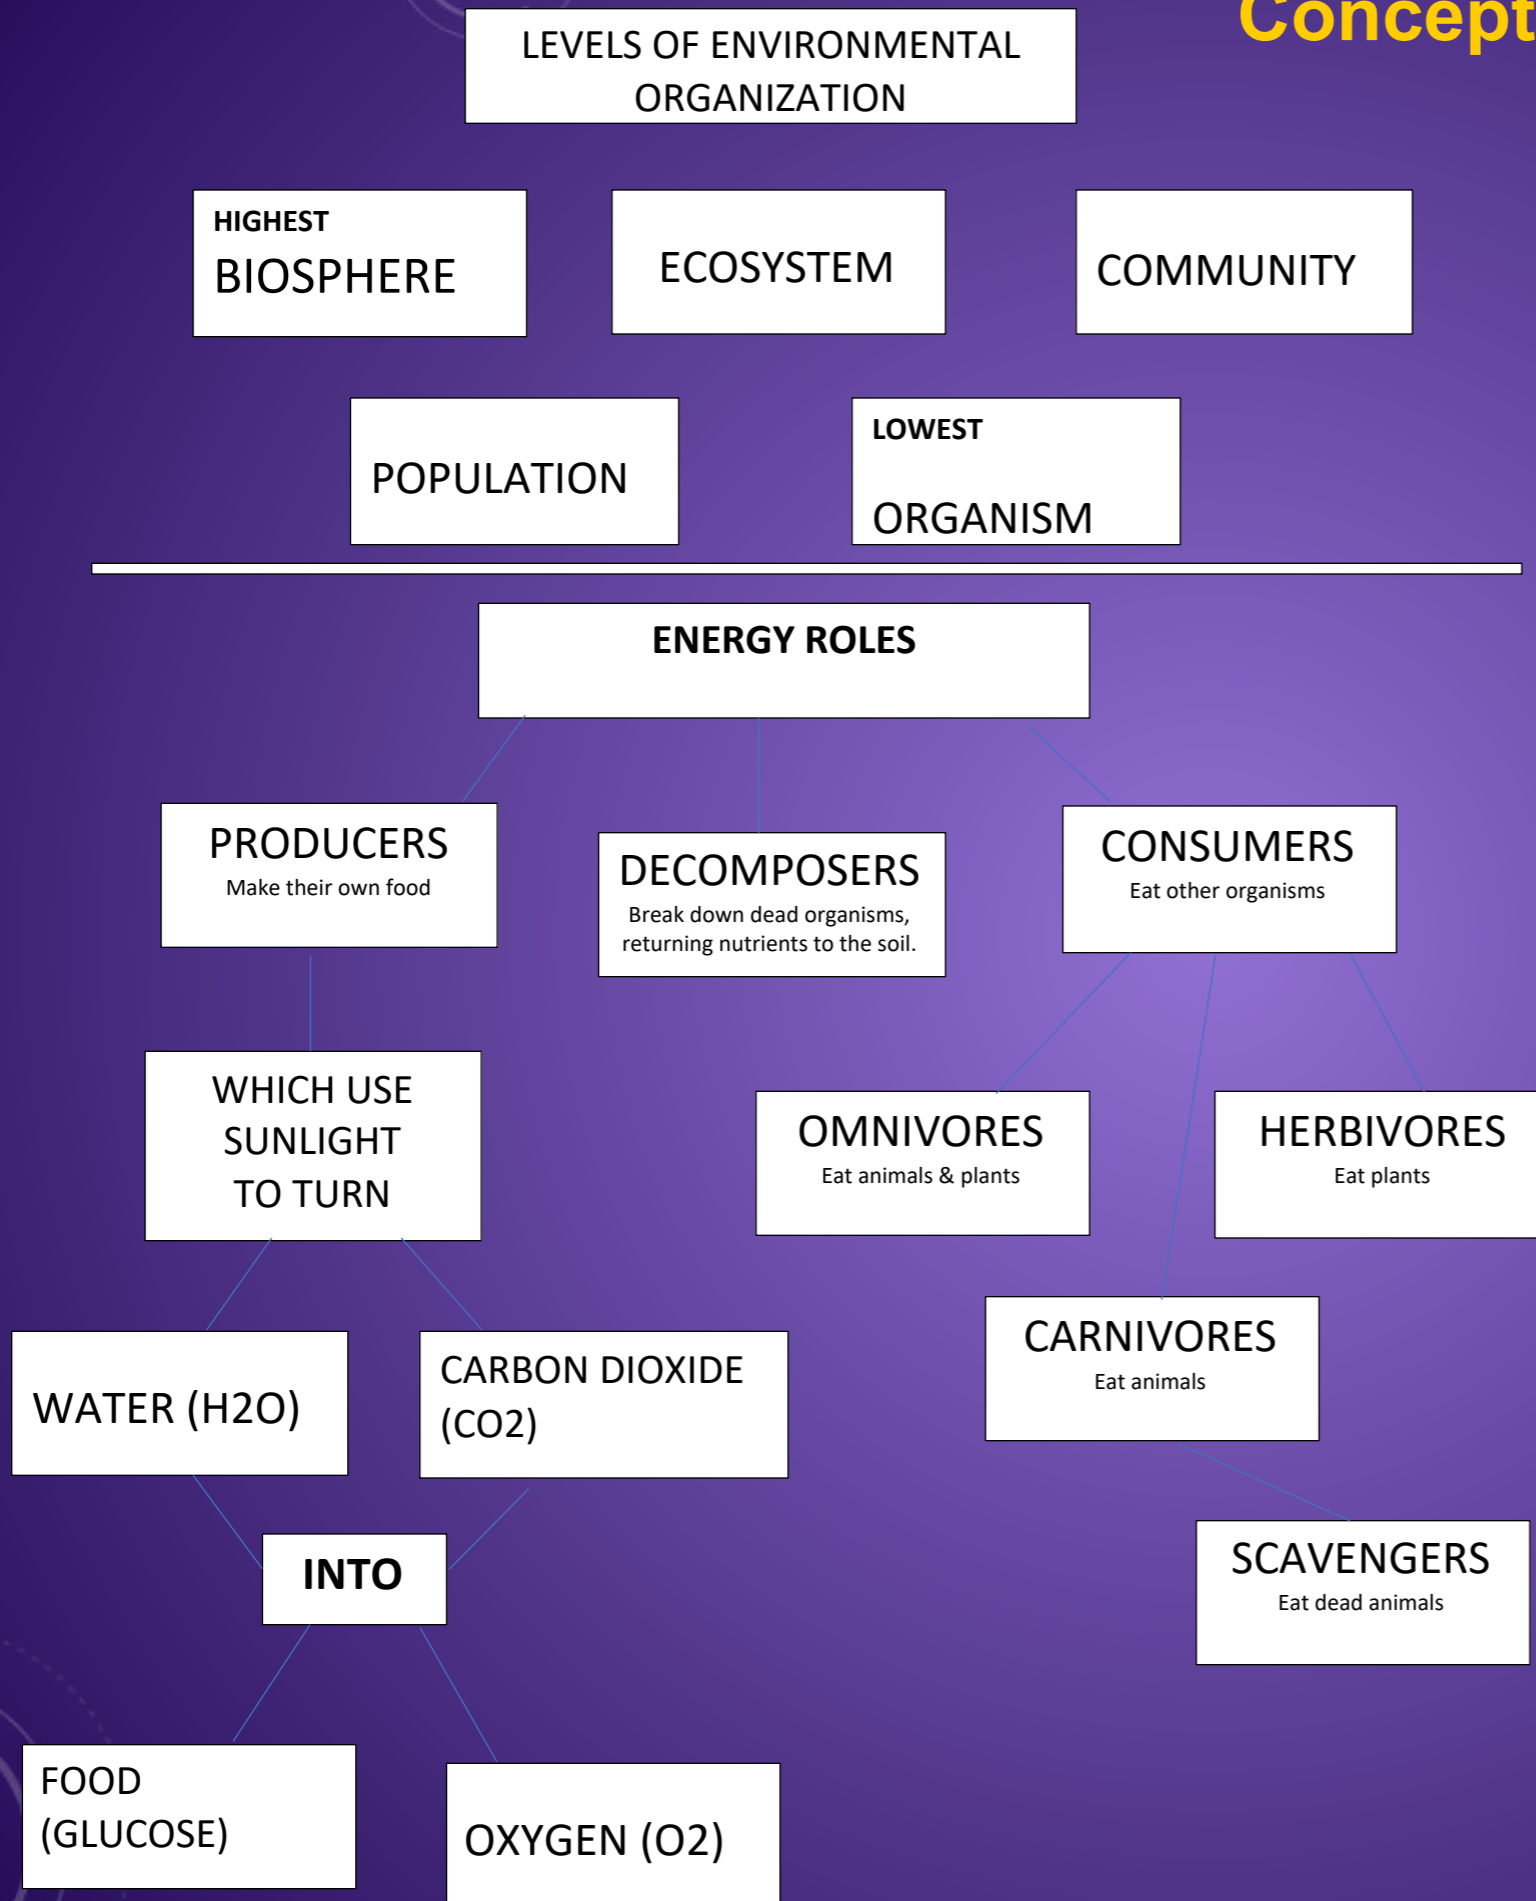 Concept
LEVELS OF ENVIRONMENTAL
ORGANIZATION
HIGHEST
BIOSPHERE
ECOSYSTEM
COMMUNITY
POPULATION
LOWEST
ORGANISM
ENERGY ROLES
PRODUCERS
Make their own food
DECOMPOSERS
Break down dead organisms,
returning nutrients to the soil.
CONSUMERS
Eat other organisms
WHICH USE
SUNLIGHT
TO TURN
OMNIVORES
Eat animals & plants
HERBIVORES
Eat plants
WATER (H2O)
CARBON DIOXIDE
(CO2)
CARNIVORES
Eat animals
INTO
SCAVENGERS
Eat dead animals
FOOD
(GLUCOSE)
OXYGEN (O2)